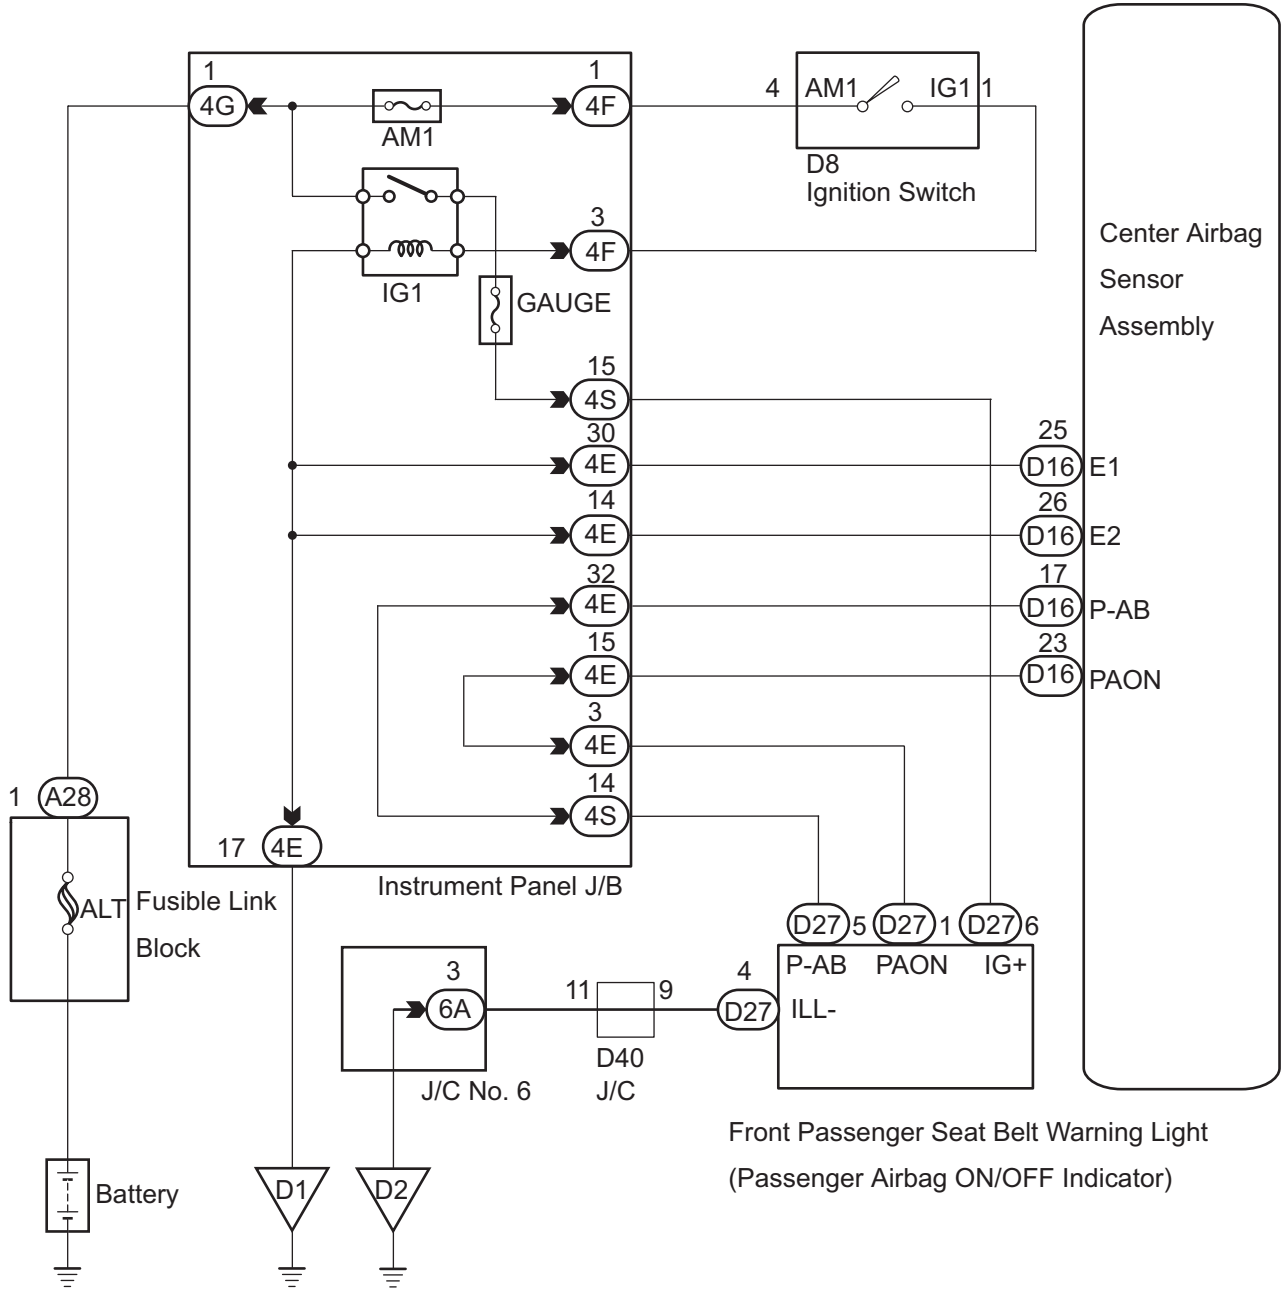 1
4G
AM1
1
4F
4
AM1
IG1
1
D8
Ignition Switch
IG1
3
4F
GAUGE
Center Airbag
Sensor
Assembly
15
4S
30
4E
25
D16
E1
14
4E
26
D16
E2
32
4E
17
D16
P-AB
15
4E
23
D16
PAON
3
4E
14
4S
1
A28
17
4E
Instrument Panel J/B
ALT
Fusible Link
Block
D27
5
D27
1
D27
6
P-AB
PAON
IG+
3
6A
11
9
4
D27
ILL-
J/C No. 6
D40
J/C
Front Passenger Seat Belt Warning Light
(Passenger Airbag ON/OFF Indicator)
Battery
D1
D2